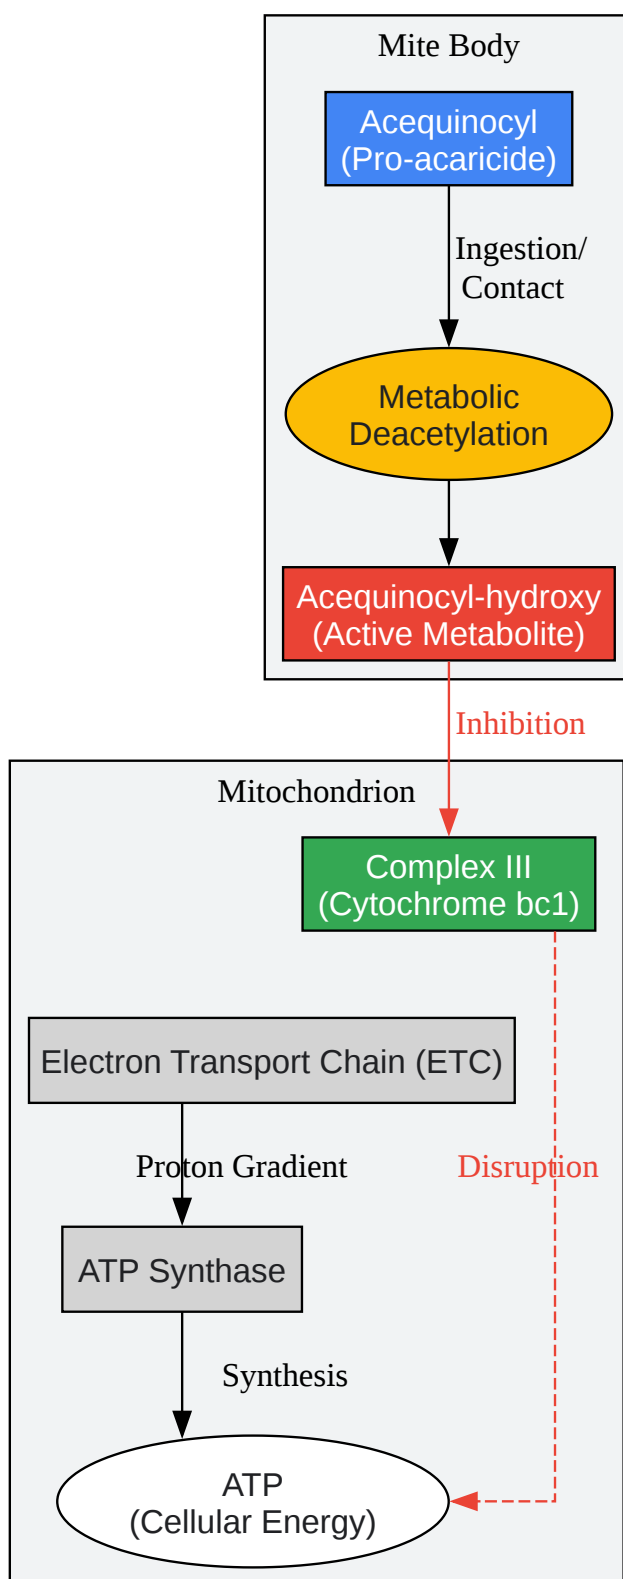 Mite Body
Acequinocyl
(Pro-acaricide)
Ingestion/
Contact
Metabolic
Deacetylation
Acequinocyl-hydroxy
(Active Metabolite)
Inhibition
Mitochondrion
Complex III
(Cytochrome bc1)
Electron Transport Chain (ETC)
Proton Gradient
Disruption
ATP Synthase
Synthesis
ATP
(Cellular Energy)